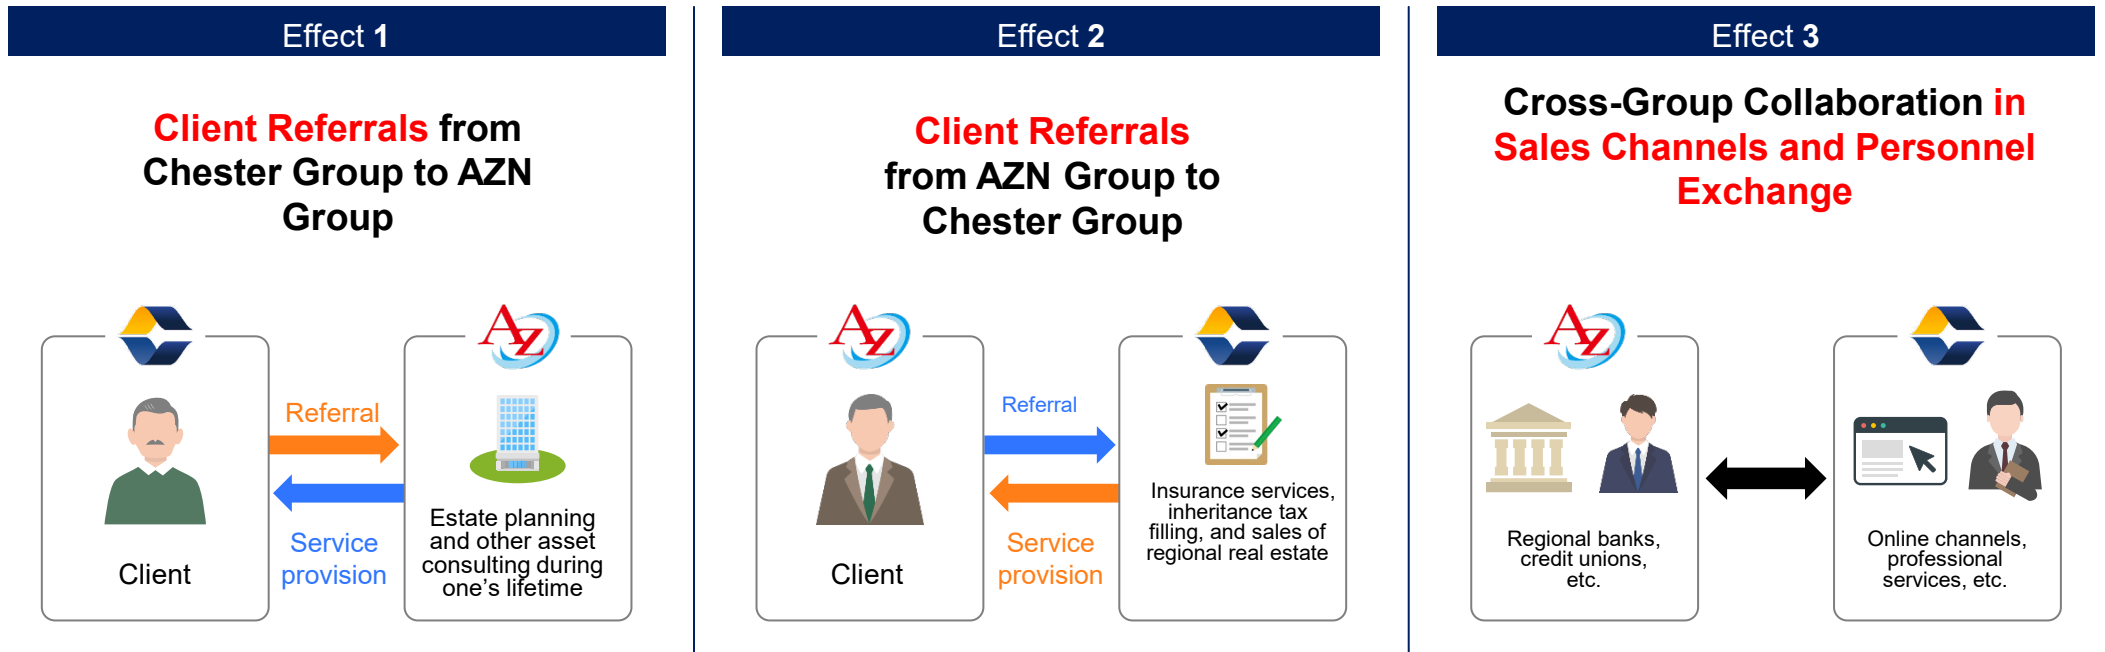 Effect 1
Client Referrals from
Chester Group to AZN
Group
AZ
Referral
Service
provision
Client
Estate planning
and other asset
consulting during
one's lifetime
Effect 2
Client Referrals
from AZN Group to
Chester Group
AZ
Referral
Service
provision
Client
Insurance services,
inheritance tax
filling, and sales of
regional real estate
Effect 3
Cross-Group Collaboration in
Sales Channels and Personnel
Exchange
AZ
Regional banks,
credit unions,
etc.
Online channels,
professional
services, etc.